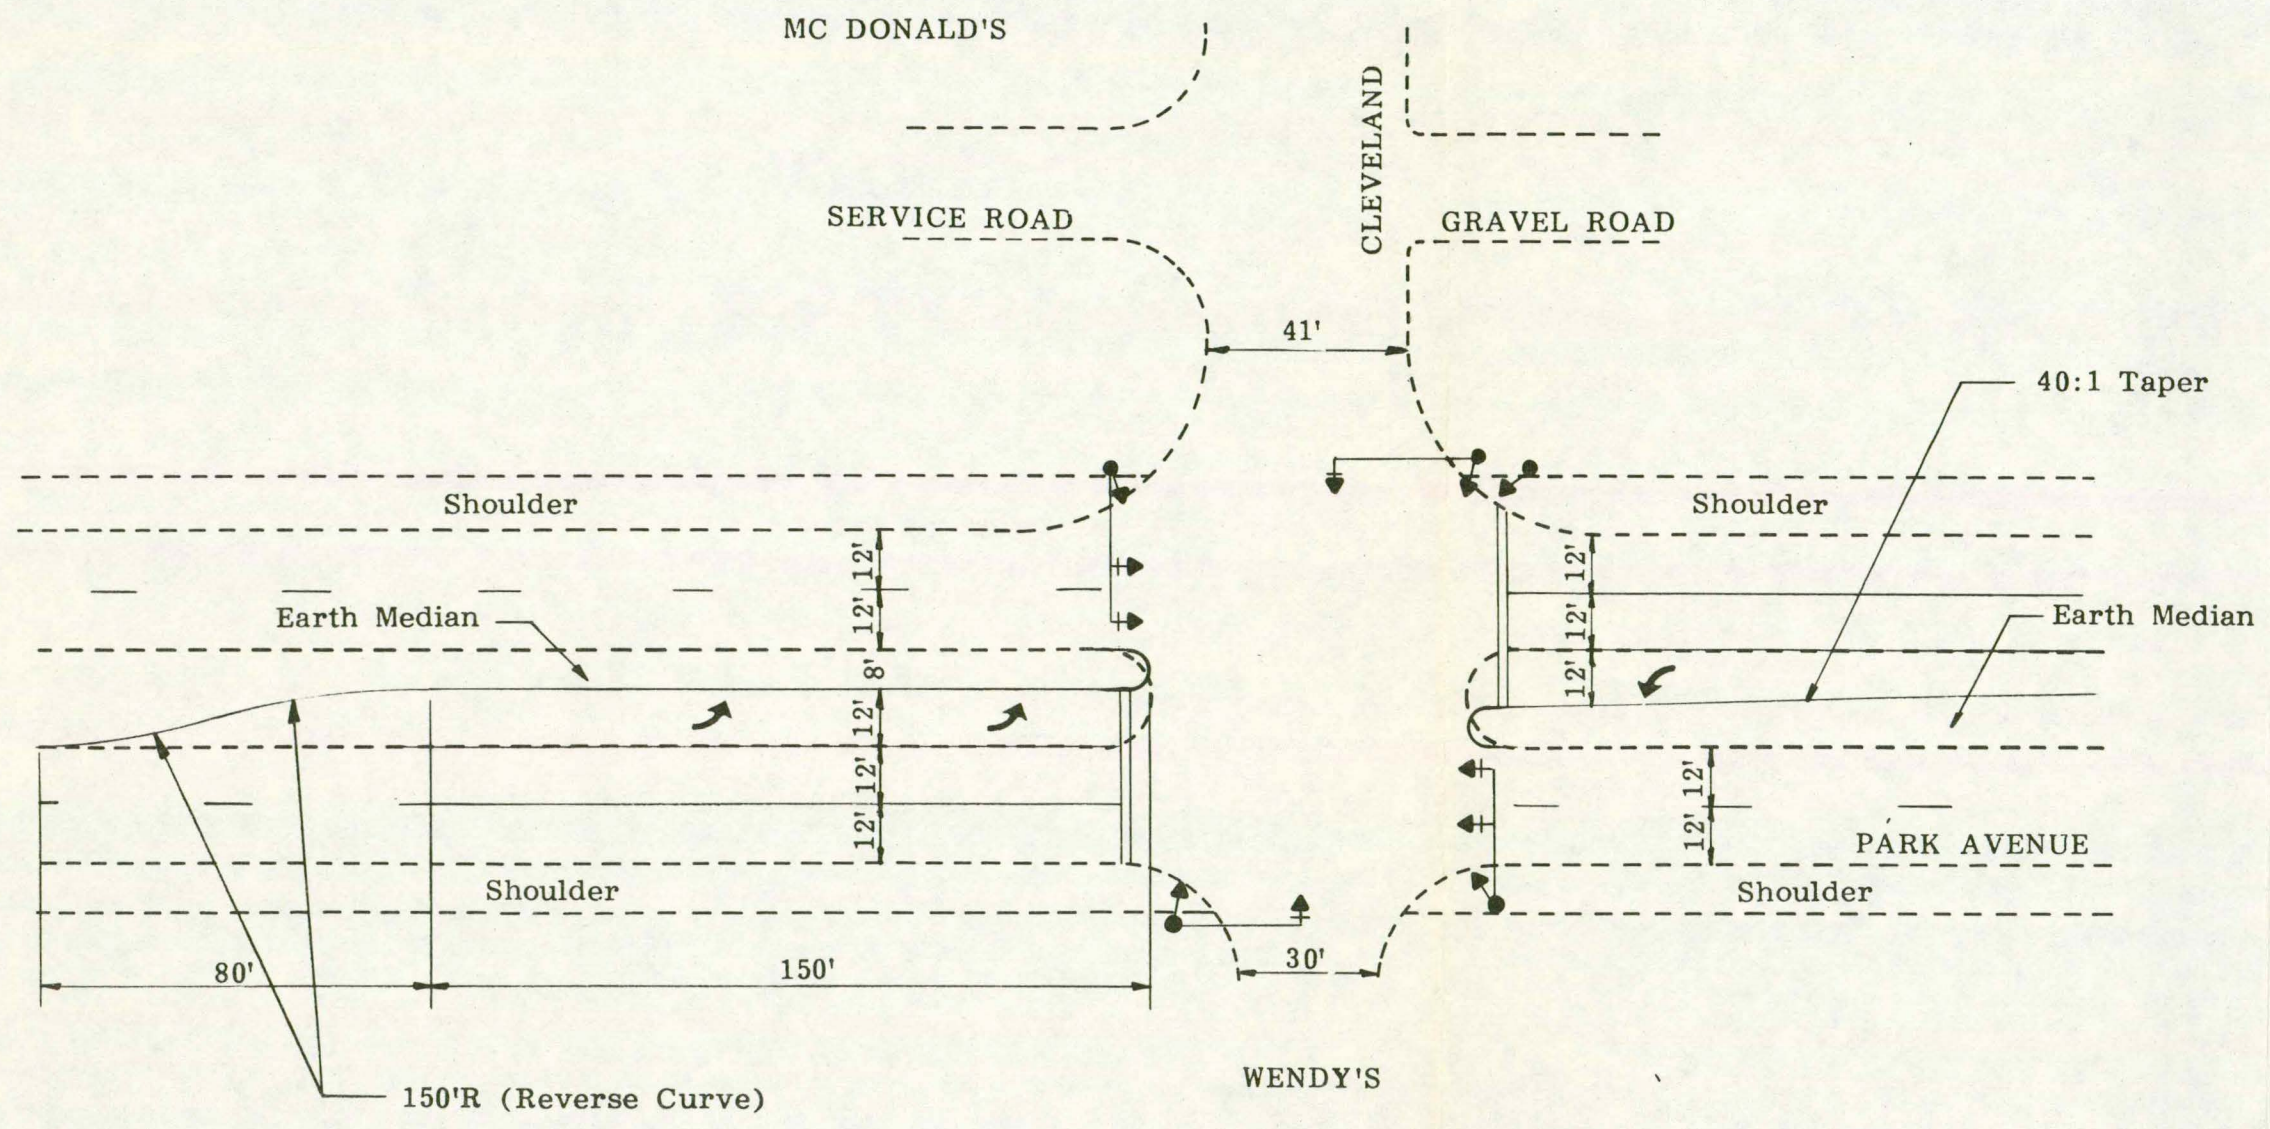 MC DONALD'S
CLEVELAND
SERVICE ROAD
GRAVEL ROAD
41'
40:1 Taper
Shoulder
Shoulder
12'
12'
Earth Median
12'
12'
Earth Median
8'
12'
12'
12'
12'
12'
12'
PARK AVENUE
Shoulder
Shoulder
80'
150'
30'
150'R (Reverse Curve)
WENDY'S